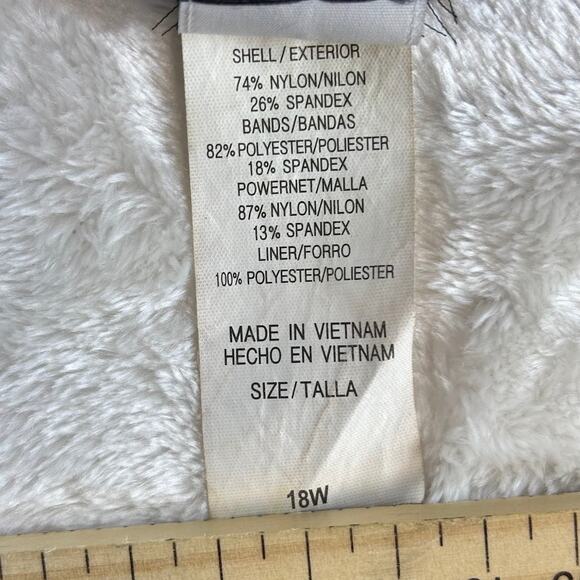 SHELL/EXTERIOR
74% NYLON/NILON
26% SPANDEX
BANDS/BANDAS
82% POLYESTER/POLIESTER
18% SPANDEX
POWERNET/MALLA
87% NYLON/NILON
13% SPANDEX
LINER/FORRO
100% POLYESTER/POLIESTER
MADE IN VIETNAM
HECHO EN VIETNAM
SIZE/TALLA
18W